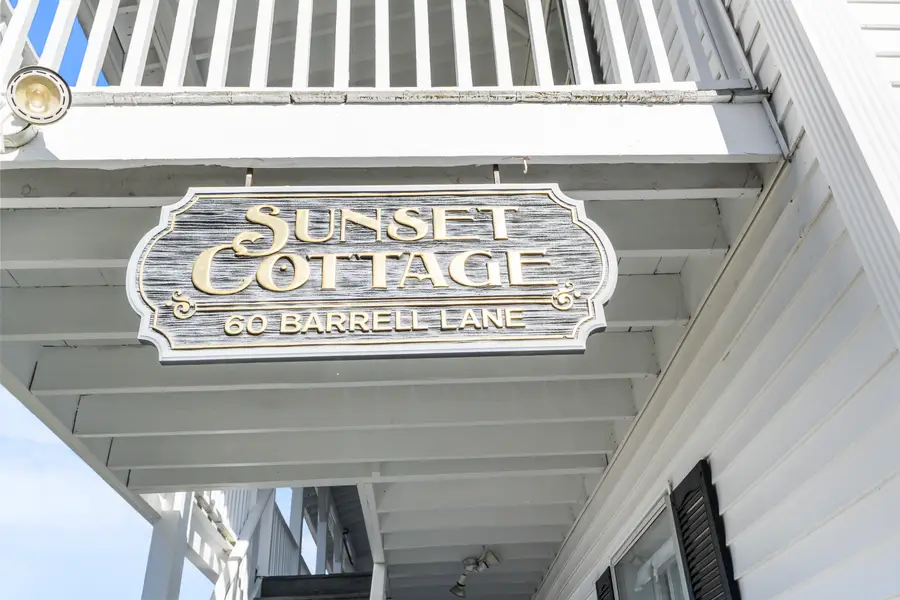 SUNSET
COTTAGE
60 BARRELL LANE